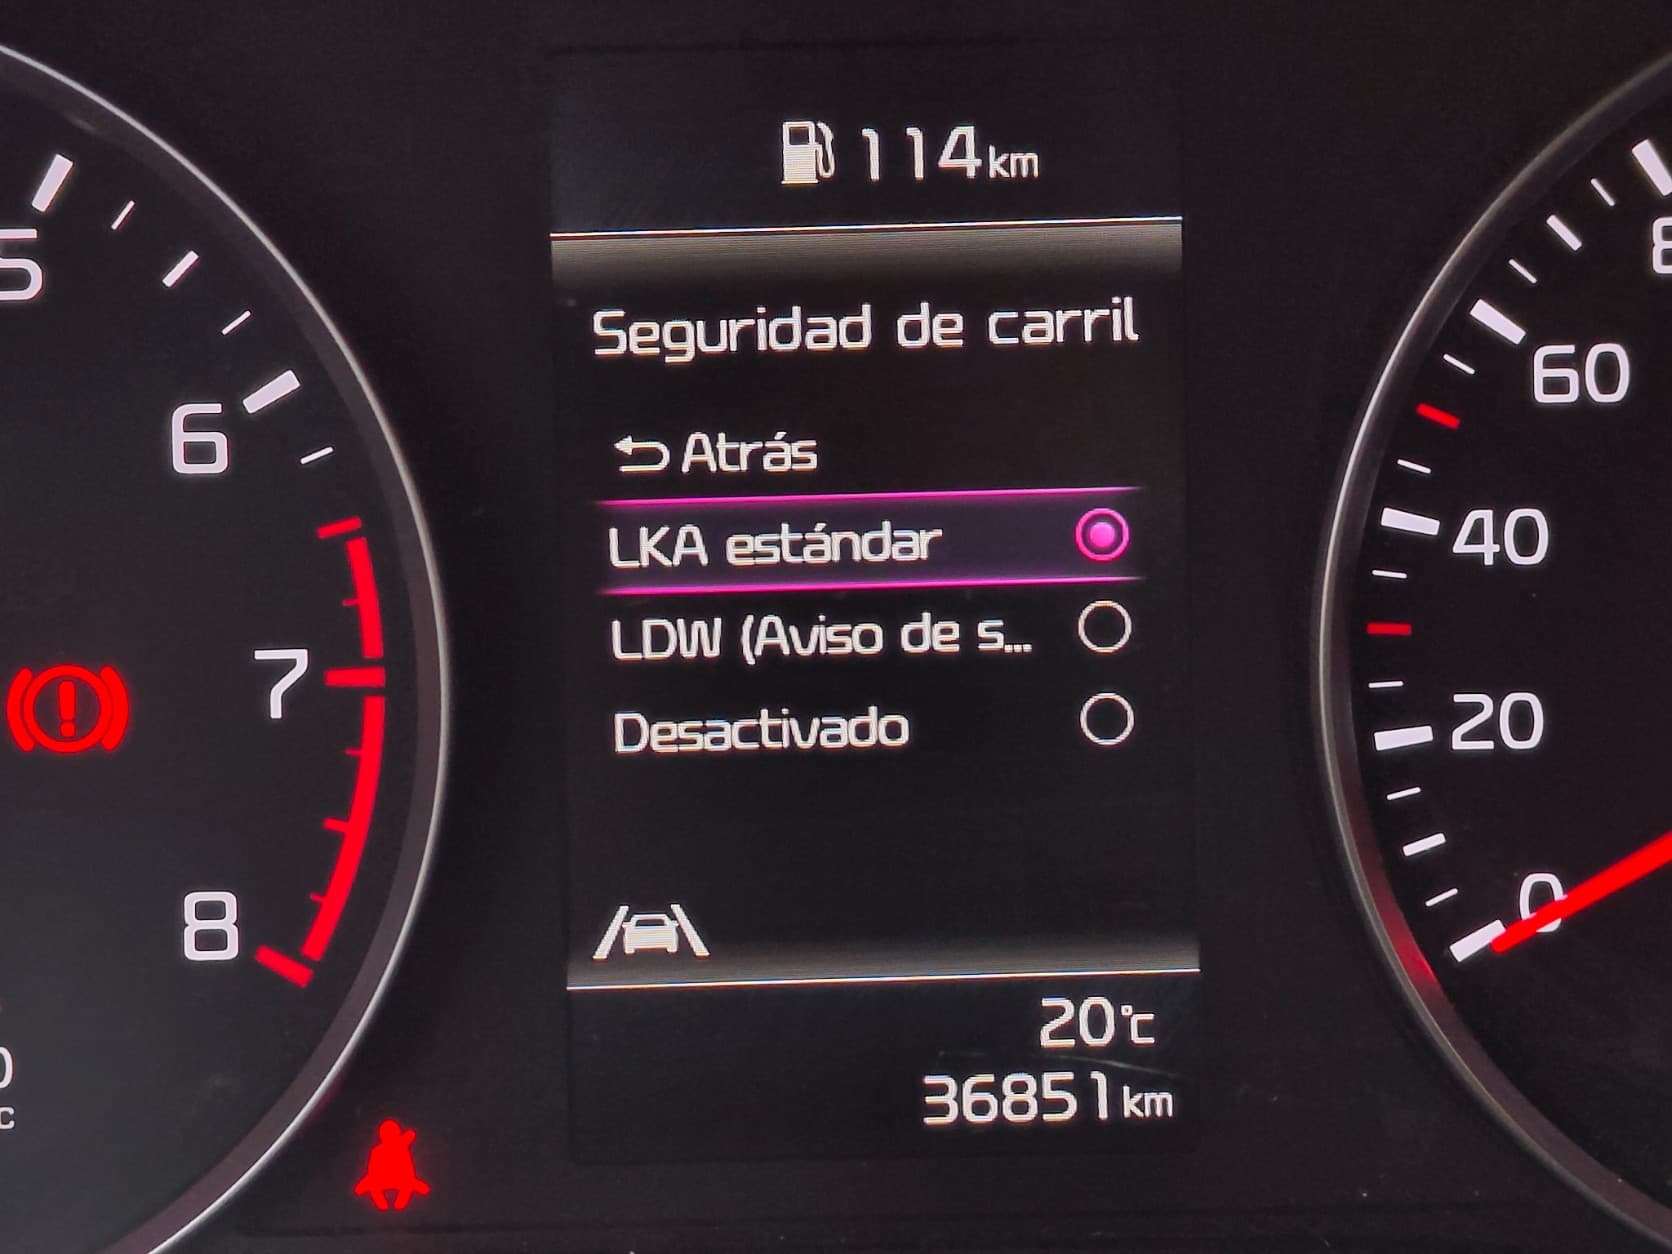 114km
Seguridad de carril
Atrás
LKA estándar
LDW (Aviso de s...
Desactivado
20℃
36851km
5
6
7
8
60
40
20
0